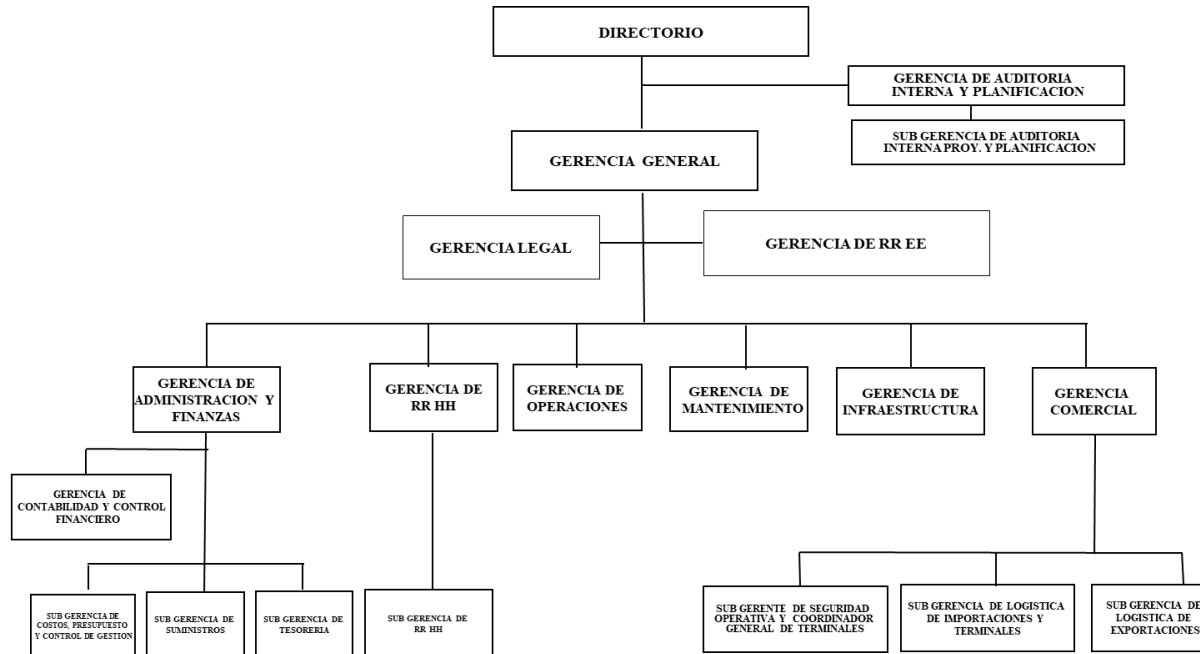 DIRECTORIO
GERENCIA DE AUDITORIA
INTERNA Y PLANIFICACION
SUB GERENCIA DE AUDITORIA
INTERNA PROY. Y PLANIFICACION
GERENCIA GENERAL
GERENCIA LEGAL
GERENCIA DE RR EE
GERENCIA DE
ADMINISTRACION Y
FINANZAS
GERENCIA DE
RR HH
GERENCIA DE
OPERACIONES
GERENCIA DE
MANTENIMIENTO
GERENCIA DE
INFRAESTRUCTURA
GERENCIA
COMERCIAL
GERENCIA DE
CONTABILIDAD Y CONTROL
FINANCIERO
SUB GERENCIA DE
COSTOS, PRESUPUESTO
Y CONTROL DE GESTION
SUB GERENCIA DE
SUMINISTROS
SUB GERENCIA DE
TESORERIA
SUB GERENCIA DE
RR HH
SUB GERENTE DE SEGURIDAD
OPERATIVA Y COORDINADOR
GENERAL DE TERMINALES
SUB GERENCIA DE LOGISTICA
DE IMPORTACIONES Y
TERMINALES
SUB GERENCIA DE
LOGISTICA DE
EXPORTACIONES